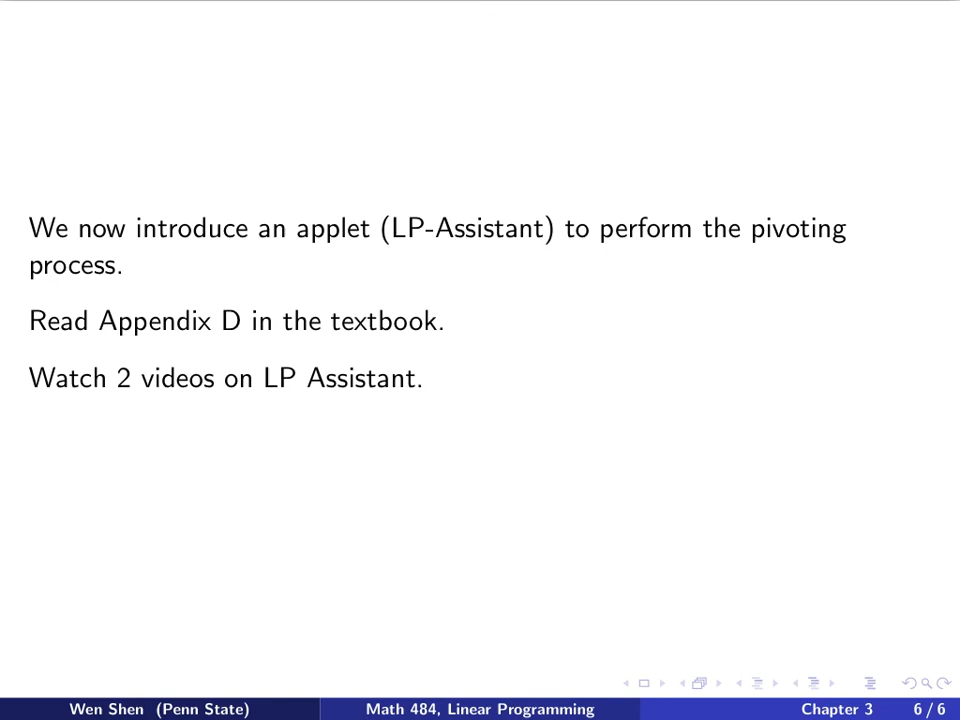 We now introduce an applet (LP-Assistant) to perform the pivoting
process.
Read Appendix D in the textbook.
Watch 2 videos on LP Assistant.
Wen Shen (Penn State) Math 484, Linear Programming Chapter 3 6 / 6